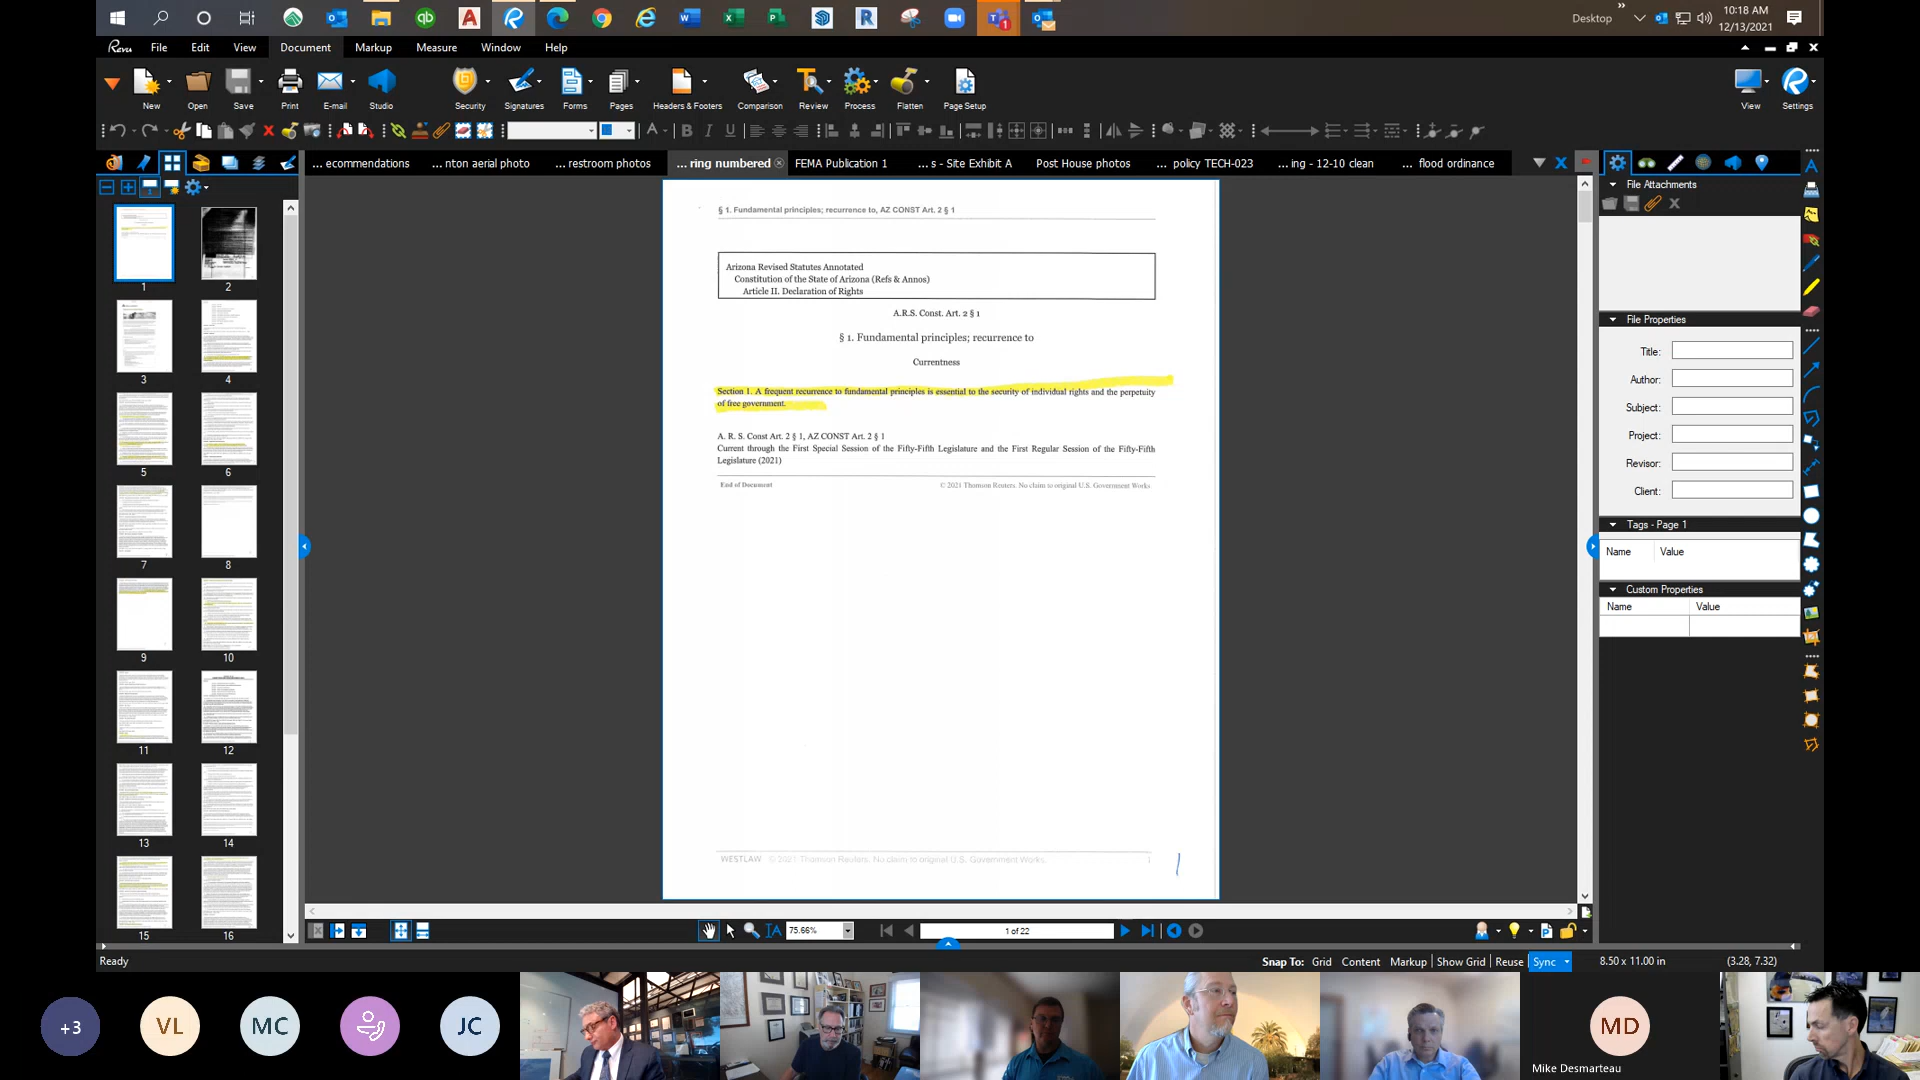 Desktop
10:18 AM
12/13/2021
Revu File Edit View Document Markup Measure Window Help
New Open Save Print E-mail Studio Security Signatures Forms Pages Headers & Footers Comparison Review Process Flatten Page Setup View Settings
... ecommendations ... nton aerial photo ... restroom photos ... ring numbered FEMA Publication 1 ... s - Site Exhibit A Post House photos ... policy TECH-023 ... ing - 12-10 clean ... flood ordinance
1 2
3 4
5 6
7 8
9 10
11 12
13 14
15 16
§ 1. Fundamental principles; recurrence to, AZ CONST Art. 2 § 1
Arizona Revised Statutes Annotated
Constitution of the State of Arizona (Refs & Annos)
Article II. Declaration of Rights
A.R.S. Const. Art. 2 § 1
§ 1. Fundamental principles; recurrence to
Currentness
Section 1. A frequent recurrence to fundamental principles is essential to the security of individual rights and the perpetuity
of free government.
A. R. S. Const Art. 2 § 1, AZ CONST Art. 2 § 1
Current through the First Special Session of the Fifty-Fifth Legislature and the First Regular Session of the Fifty-Fifth
Legislature (2021)
End of Document © 2021 Thomson Reuters. No claim to original U.S. Government Works.
WESTLAW © 2021 Thomson Reuters. No claim to original U.S. Government Works. 1
1
File Attachments
File Properties
Title:
Author:
Subject:
Project:
Revisor:
Client:
Tags - Page 1
Name Value
Custom Properties
Name Value
75.66% 1 of 22
Ready Snap To: Grid Content Markup Show Grid Reuse Sync 8.50 x 11.00 in (3.28, 7.32)
+3 VL MC JC MD
Mike Desmarteau